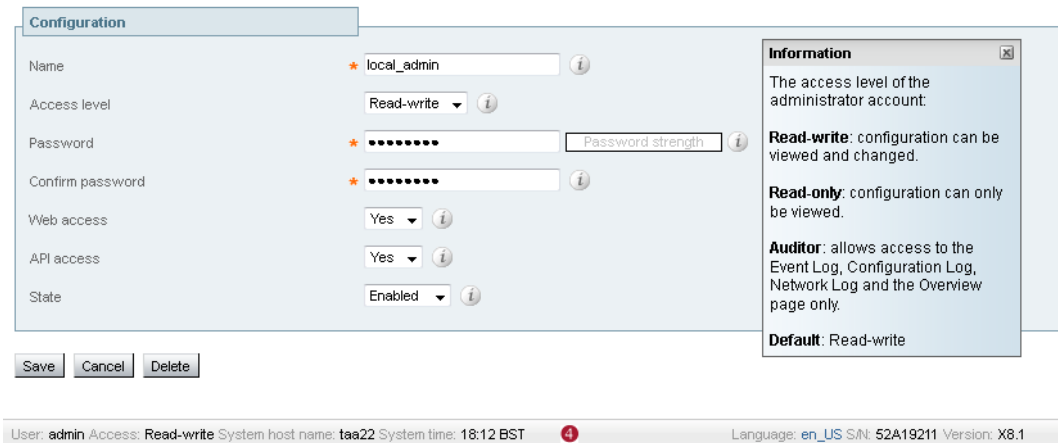 Configuration
Name * local_admin i
Access level Read-write i
Password * •••••••• Password strength i
Confirm password * •••••••• i
Web access Yes i
API access Yes i
State Enabled i
Information
The access level of the
administrator account:
Read-write: configuration can be
viewed and changed.
Read-only: configuration can only
be viewed.
Auditor: allows access to the
Event Log, Configuration Log,
Network Log and the Overview
page only.
Default: Read-write
Save Cancel Delete
User: admin Access: Read-write System host name: taa22 System time: 18:12 BST 4 Language: en_US S/N: 52A19211 Version: X8.1